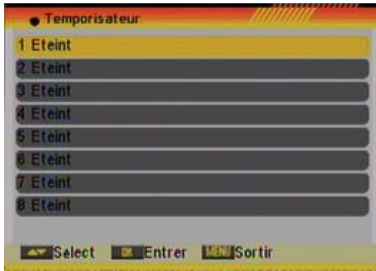 Temporisateur
1 Eteint
2 Eteint
3 Eteint
4 Eteint
5 Eteint
6 Eteint
7 Eteint
8 Eteint
Select OK Entrer MENU Sortir